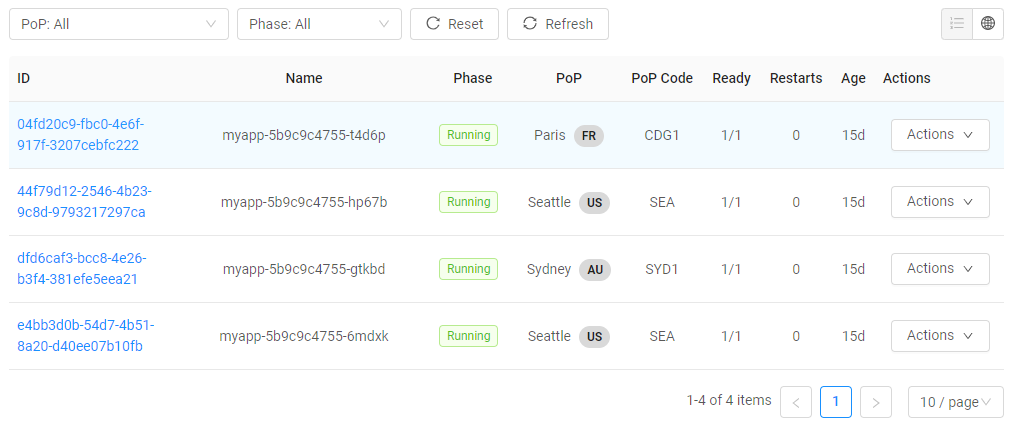 PoP: All Phase: All Reset Refresh
ID Name Phase PoP PoP Code Ready Restarts Age Actions
04fd20c9-fbc0-4e6f-
917f-3207cebfc222 myapp-5b9c9c4755-t4d6p Running Paris FR CDG1 1/1 0 15d Actions
44f79d12-2546-4b23-
9c8d-9793217297ca myapp-5b9c9c4755-hp67b Running Seattle US SEA 1/1 0 15d Actions
dfd6caf3-bcc8-4e26-
b3f4-381efe5eea21 myapp-5b9c9c4755-gtkbd Running Sydney AU SYD1 1/1 0 15d Actions
e4bb3d0b-54d7-4b51-
8a20-d40ee07b10fb myapp-5b9c9c4755-6mdxk Running Seattle US SEA 1/1 0 15d Actions
1-4 of 4 items < 1 > 10 / page